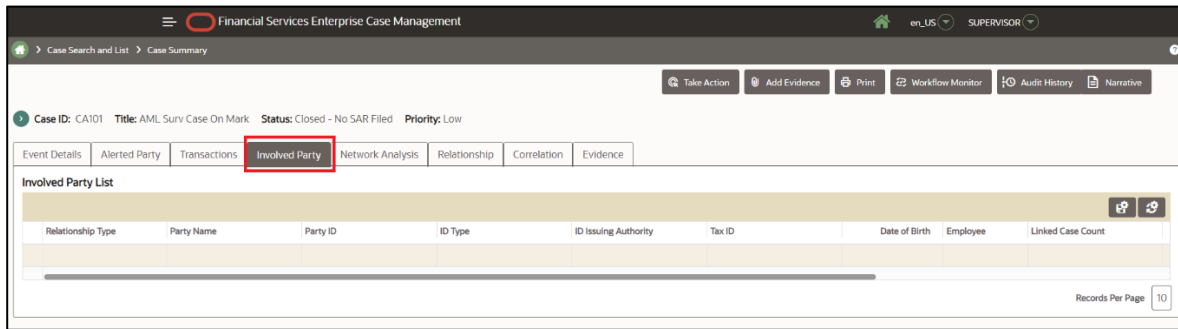 Financial Services Enterprise Case Management en_US SUPERVISOR
> Case Search and List > Case Summary ?
Take Action Add Evidence Print Workflow Monitor Audit History Narrative
Case ID: CA101 Title: AML Surv Case On Mark Status: Closed - No SAR Filed Priority: Low
Event Details Alerted Party Transactions Involved Party Network Analysis Relationship Correlation Evidence
Involved Party List
Relationship Type Party Name Party ID ID Type ID Issuing Authority Tax ID Date of Birth Employee Linked Case Count
Records Per Page 10